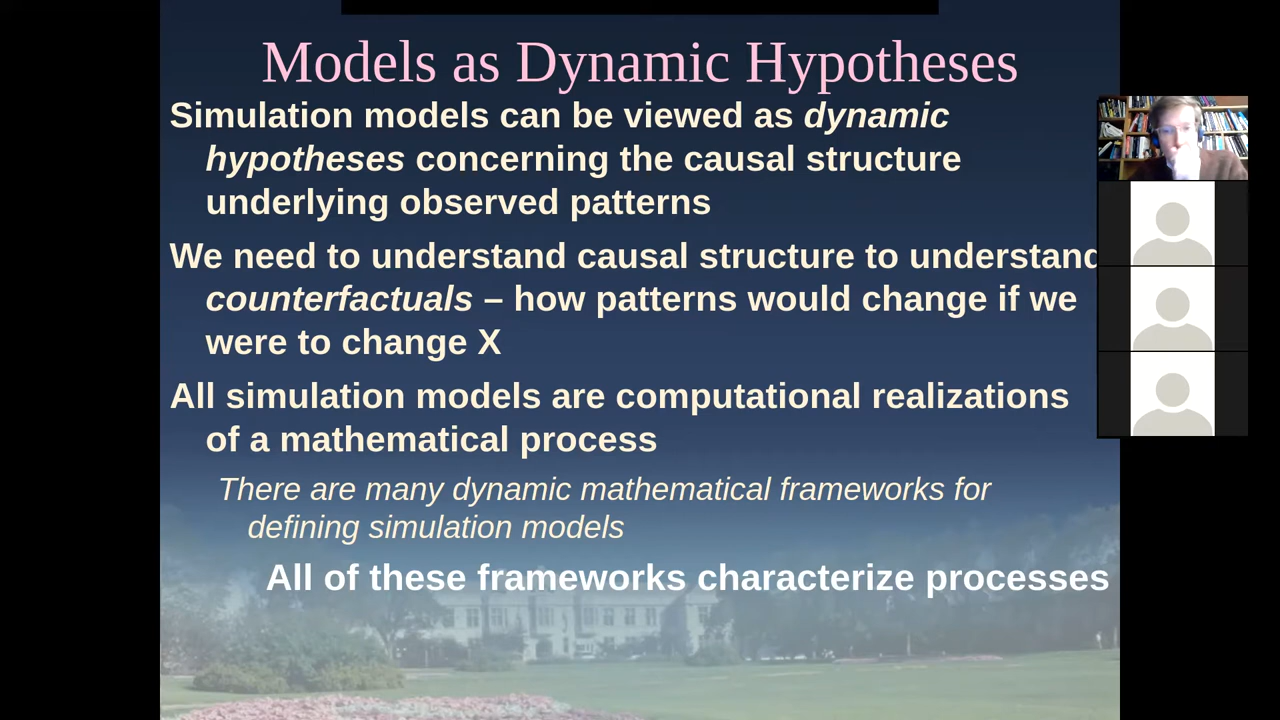 Models as Dynamic Hypotheses
Simulation models can be viewed as dynamic
hypotheses concerning the causal structure
underlying observed patterns
We need to understand causal structure to understand
counterfactuals – how patterns would change if we
were to change X
All simulation models are computational realizations
of a mathematical process
There are many dynamic mathematical frameworks for
defining simulation models
All of these frameworks characterize processes